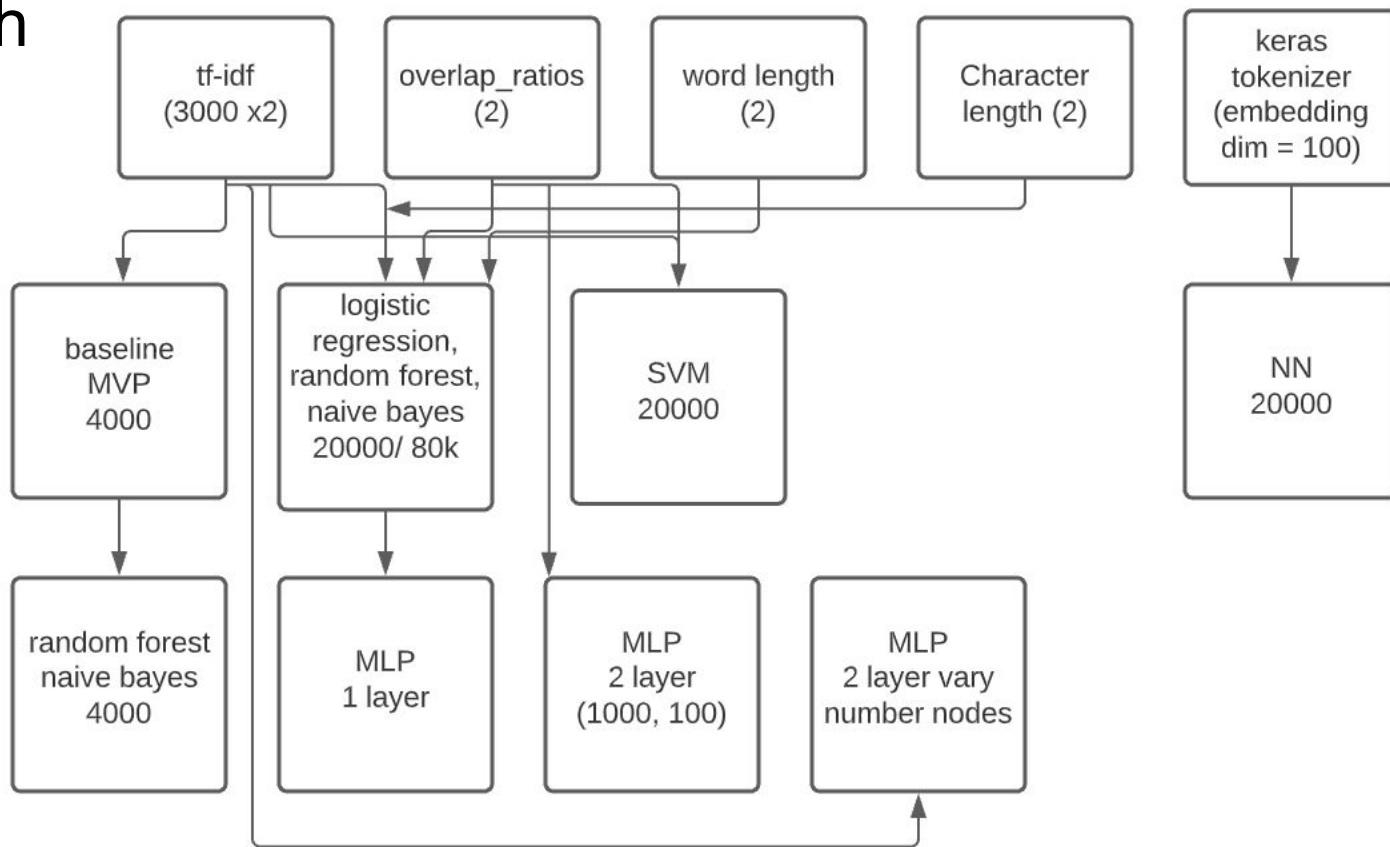 h
tf-idf
(3000 x2)
overlap_ratios
(2)
word length
(2)
Character
length (2)
keras
tokenizer
(embedding
dim = 100)
baseline
MVP
4000
logistic
regression,
random forest,
naive bayes
20000/ 80k
SVM
20000
NN
20000
random forest
naive bayes
4000
MLP
1 layer
MLP
2 layer
(1000, 100)
MLP
2 layer vary
number nodes